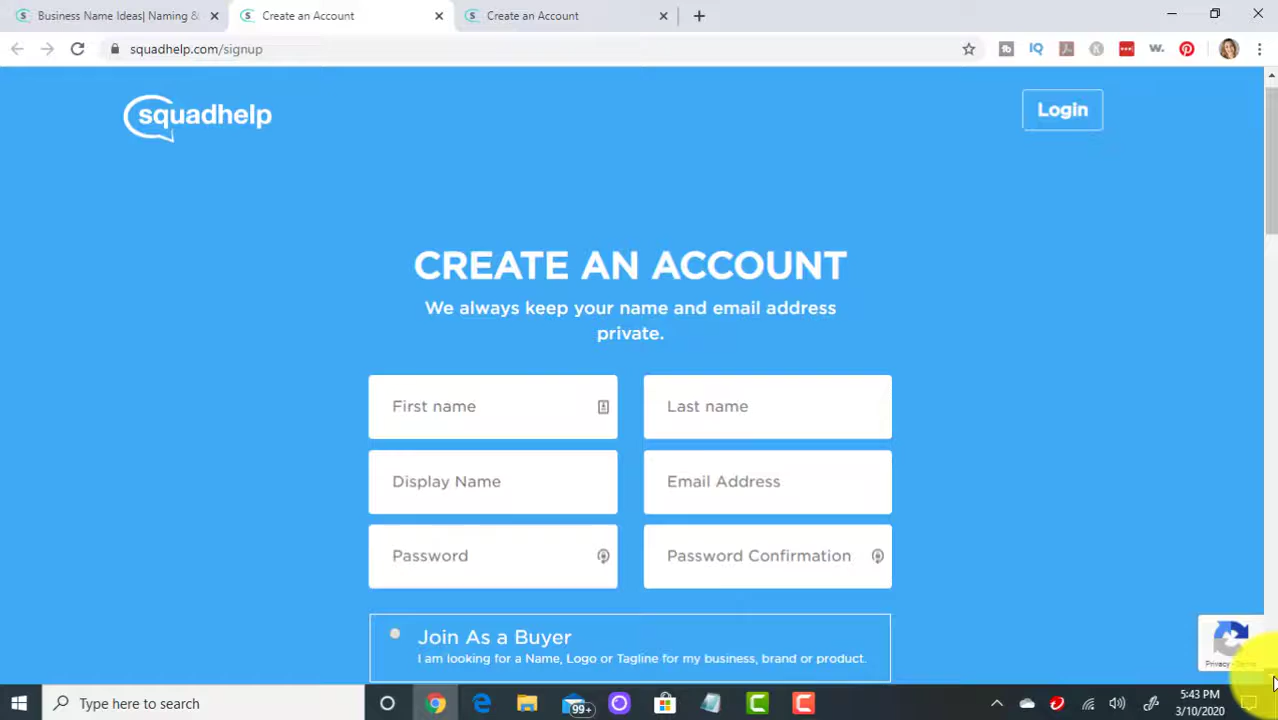 Business Name Ideas| Naming &
Create an Account
Create an Account
squadhelp.com/signup
IQ
w.
squadhelp
Login
CREATE AN ACCOUNT
We always keep your name and email address
private.
First name
Last name
Display Name
Email Address
Password
Password Confirmation
Join As a Buyer
I am looking for a Name, Logo or Tagline for my business, brand or product.
Privacy - Terms
Type here to search
99+
5:43 PM
3/10/2020